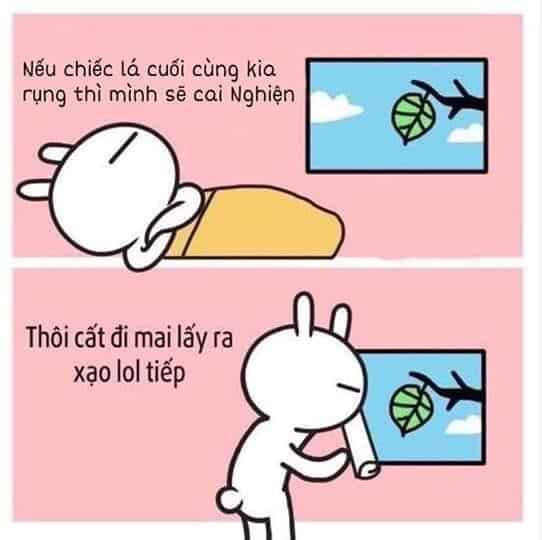 Nếu chiếc lá cuối cùng kia
rụng thì mình sẽ cai Nghiện
Thôi cất đi mai lấy ra
xạo lol tiếp